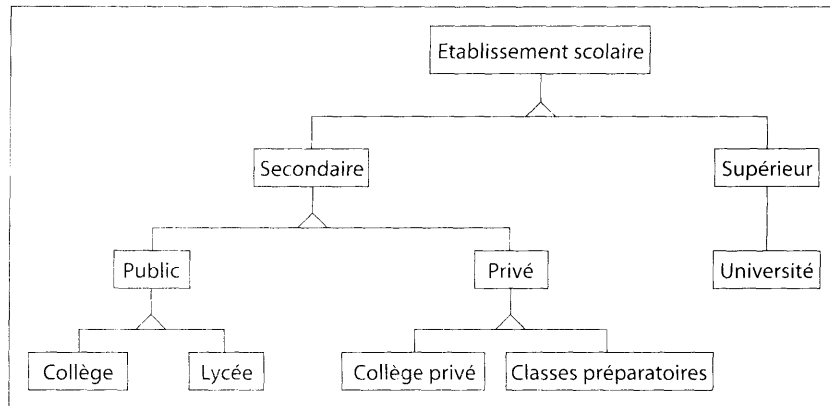 Etablissement scolaire
Secondaire
Supérieur
Public
Privé
Université
Collège
Lycée
Collège privé
Classes préparatoires